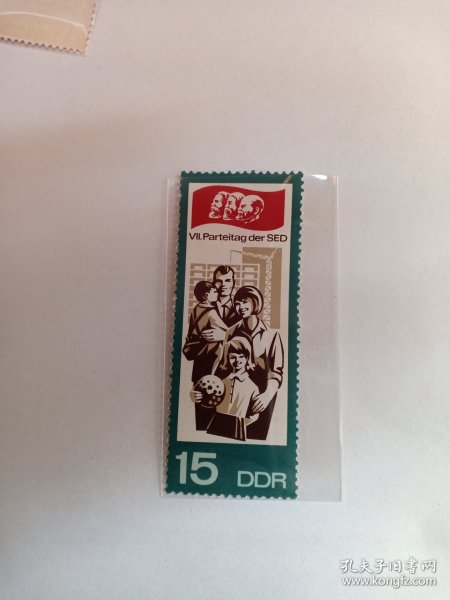 VII. Parteitag der SED
15 DDR
孔夫子旧书网
www.kongfz.com